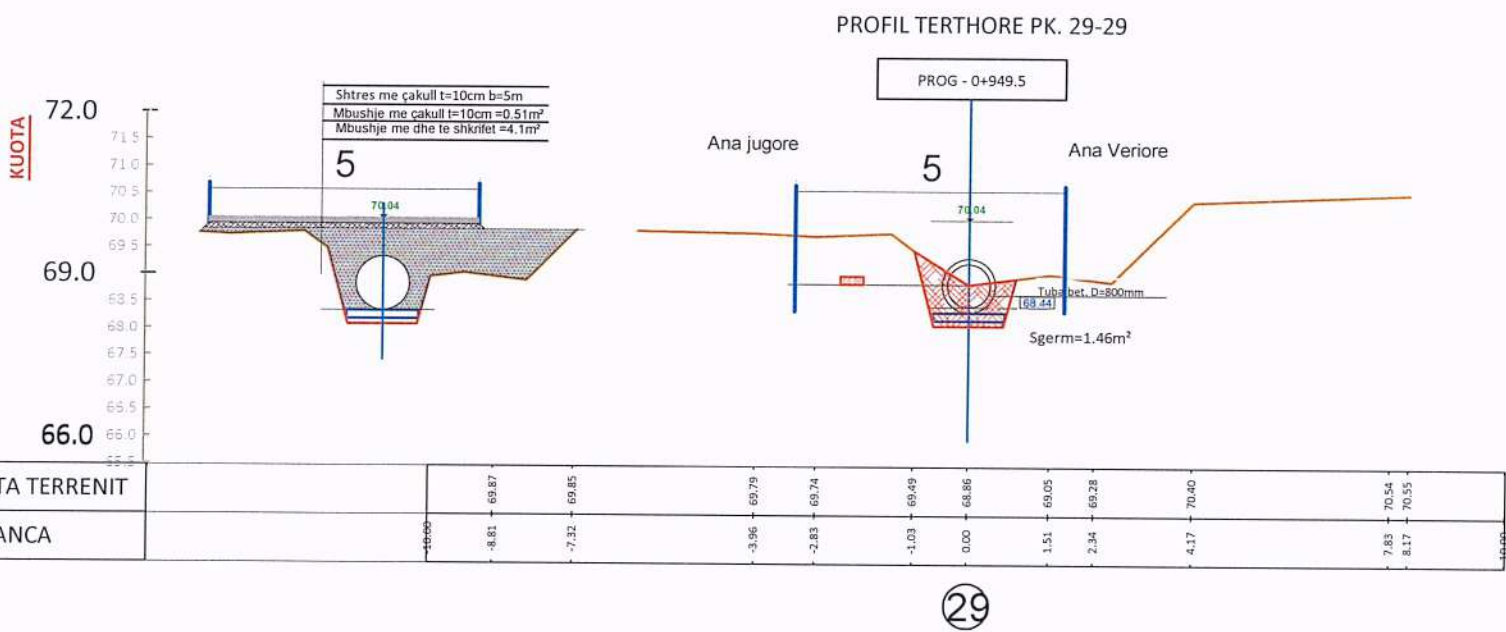 PROFIL TERTHORE PK. 29-29
PROG - 0+949.5
Shtres me çakull t=10cm b=5m
Mbushje me çakull t=10cm =0.51m²
Mbushje me dhe te shkrifet =4.1m²
KUOTA
72.0
71.5
71.0
70.5
70.0
69.5
69.0
68.0
67.5
67.0
66.5
66.0 66.0
65.5
5
70.04
Ana jugore
5
Ana Veriore
70.04
Tuba bet. D=800mm
68.44
Sgerm=1.46m²
TA TERRENIT
69.87 69.85 69.79 69.74 69.49 68.86 69.05 69.28 70.40 70.54 70.55
ANCA
-10.00 -8.81 -7.32 -3.96 -2.83 -1.03 0.00 1.51 2.34 4.17 7.83 8.17 10.00
29